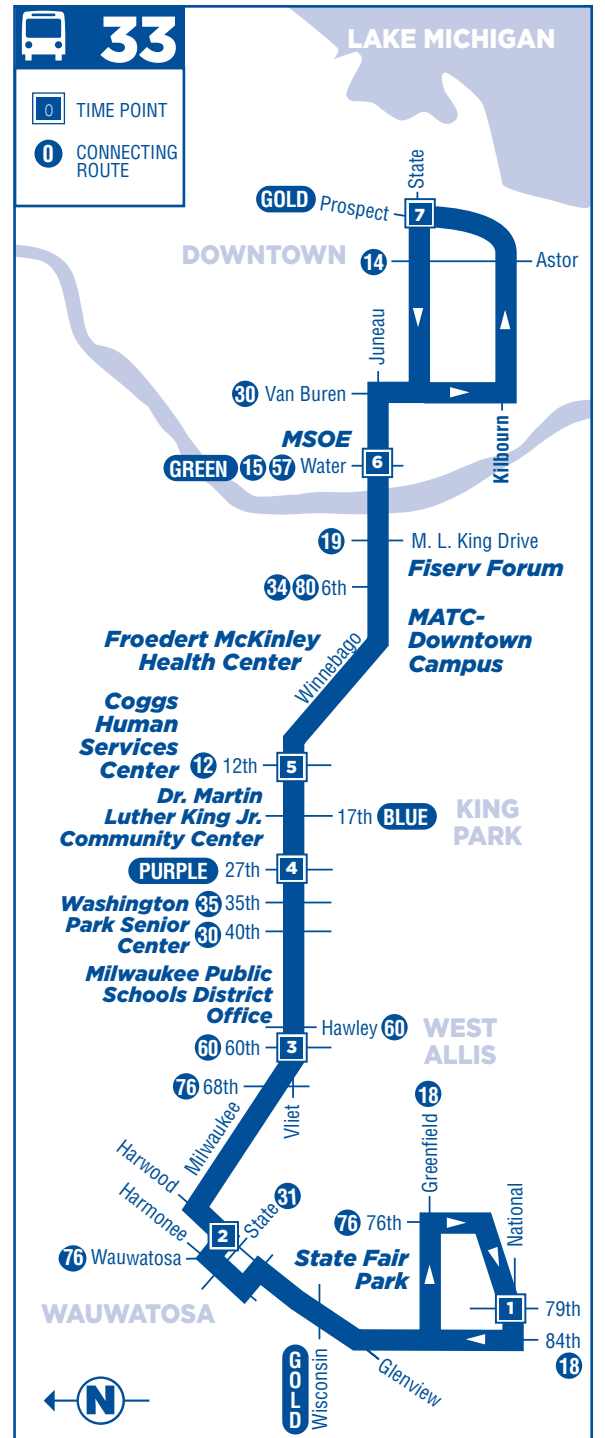 33
0 TIME POINT
0 CONNECTING
ROUTE
LAKE MICHIGAN
State
GOLD Prospect
7
DOWNTOWN
14
Astor
Juneau
30 Van Buren
Kilbourn
MSOE
GREEN 15 57 Water
6
19
M. L. King Drive
Fiserv Forum
34 80 6th
MATC-
Downtown
Campus
Froedert McKinley
Health Center
Winnebago
Coggs
Human
Services
Center
12 12th
5
Dr. Martin
Luther King Jr.
Community Center
17th BLUE
KING
PARK
PURPLE 27th
4
Washington
Park Senior
Center
35 35th
30 40th
Milwaukee Public
Schools District
Office
Hawley 60
WEST
ALLIS
60 60th
3
76 68th
Vliet
Milwaukee
Harwood
Harmonee
2
State 31
76 Wauwatosa
WAUWATOSA
18
Greenfield
National
76 76th
State Fair
Park
1
79th
84th
18
GOLD
Wisconsin
Glenview
N